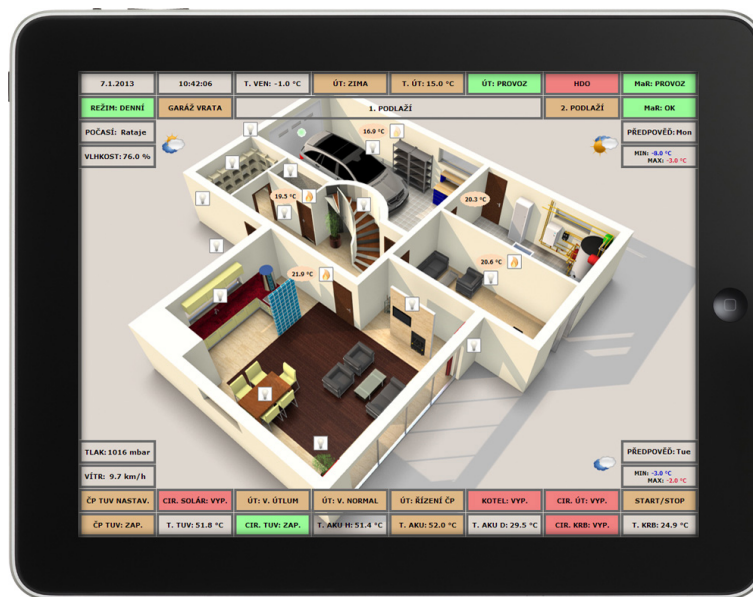 7.1.2013
10:42:06
T. VEN: -1.0 °C
ÚT: ZIMA
T. ÚT: 15.0 °C
ÚT: PROVOZ
HDO
MaR: PROVOZ
REŽIM: DENNÍ
GARÁŽ VRATA
1. PODLAŽÍ
2. PODLAŽÍ
MaR: OK
POČASÍ: Rataje
16.9 °C
PŘEDPOVĚĎ: Mon
VLHKOST: 76.0 %
MIN: -8.0 °C
MAX: -3.0 °C
19.5 °C
20.3 °C
20.6 °C
21.9 °C
TLAK: 1016 mbar
PŘEDPOVĚĎ: Tue
VÍTR: 9.7 km/h
MIN: -3.0 °C
MAX: -2.0 °C
ČP TUV NASTAV.
CIR. SOLÁR: VYP.
ÚT: V. ÚTLUM
ÚT: V. NORMAL
ÚT: ŘÍZENÍ ČP
KOTEL: VYP.
CIR. ÚT: VYP.
START/STOP
ČP TUV: ZAP.
T. TUV: 51.8 °C
CIR. TUV: ZAP.
T. AKU H: 51.4 °C
T. AKU: 52.0 °C
T. AKU D: 29.5 °C
CIR. KRB: VYP.
T. KRB: 24.9 °C